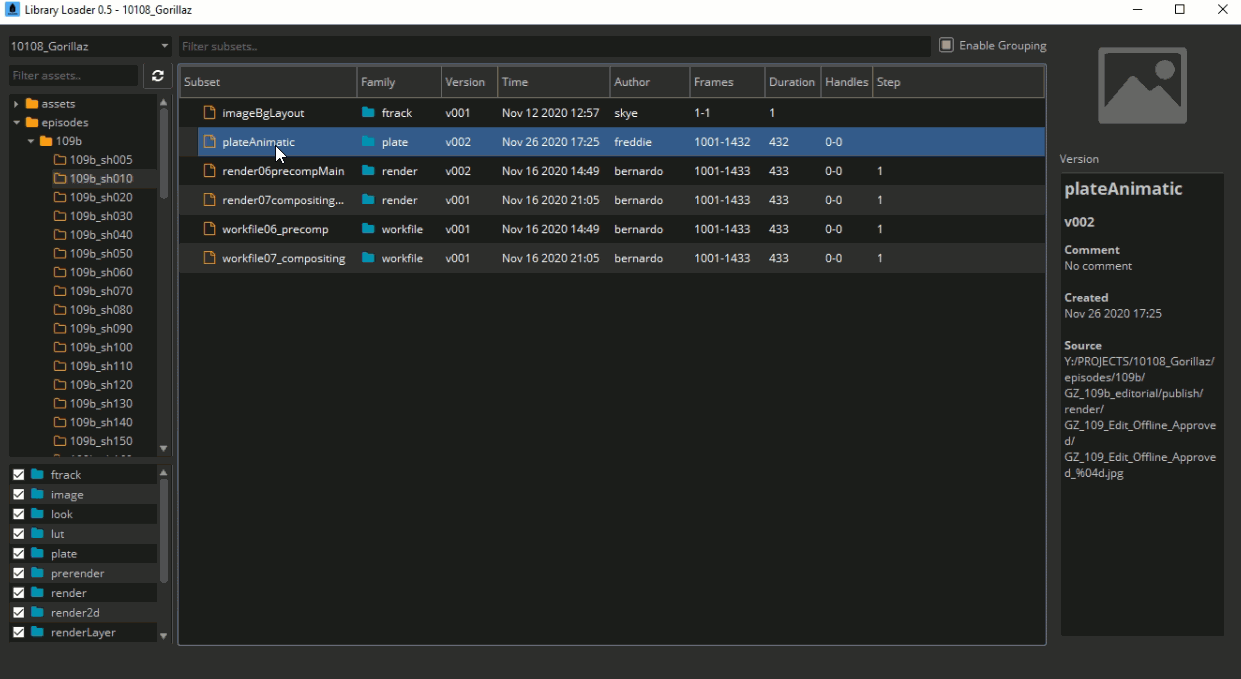 Library Loader 0.5 - 10108_Gorillaz
10108_Gorillaz
Filter subsets..
Enable Grouping
Filter assets..
assets
episodes
109b
109b_sh005
109b_sh010
109b_sh020
109b_sh030
109b_sh040
109b_sh050
109b_sh060
109b_sh070
109b_sh080
109b_sh090
109b_sh100
109b_sh110
109b_sh120
109b_sh130
109b_sh140
109b_sh150
ftrack
image
look
lut
plate
prerender
render
render2d
renderLayer
Subset Family Version Time Author Frames Duration Handles Step
imageBgLayout ftrack v001 Nov 12 2020 12:57 skye 1-1 1
plateAnimatic plate v002 Nov 26 2020 17:25 freddie 1001-1432 432 0-0
render06precompMain render v002 Nov 16 2020 14:49 bernardo 1001-1433 433 0-0 1
render07compositing... render v001 Nov 16 2020 21:05 bernardo 1001-1433 433 0-0 1
workfile06_precomp workfile v001 Nov 16 2020 14:49 bernardo 1001-1433 433 0-0 1
workfile07_compositing workfile v001 Nov 16 2020 21:05 bernardo 1001-1433 433 0-0 1
Version
plateAnimatic
v002
Comment
No comment
Created
Nov 26 2020 17:25
Source
Y:/PROJECTS/10108_Gorillaz/
episodes/109b/
GZ_109b_editorial/publish/
render/
GZ_109_Edit_Offline_Approve
d/
GZ_109_Edit_Offline_Approve
d_%04d.jpg